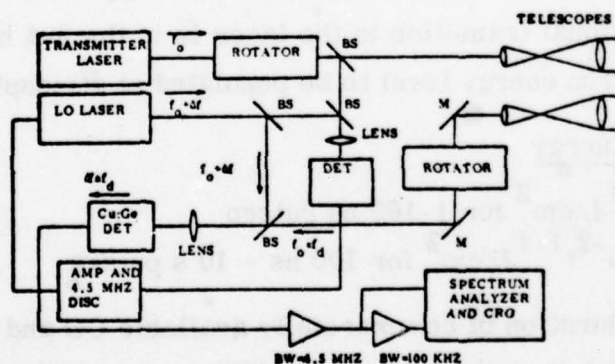 TELESCOPES
TRANSMITTER
LASER
f₀
ROTATOR
BS
LO LASER
f₀+Δf
BS
BS
LENS
M
DET
ROTATOR
f₀+Δf
Cu:Ge
DET
LENS
BS
f₀+f_d
M
AMP AND
4.5 MHZ
DISC
SPECTRUM
ANALYZER
AND CRO
BW=6.5 MHZ
BW=100 KHZ